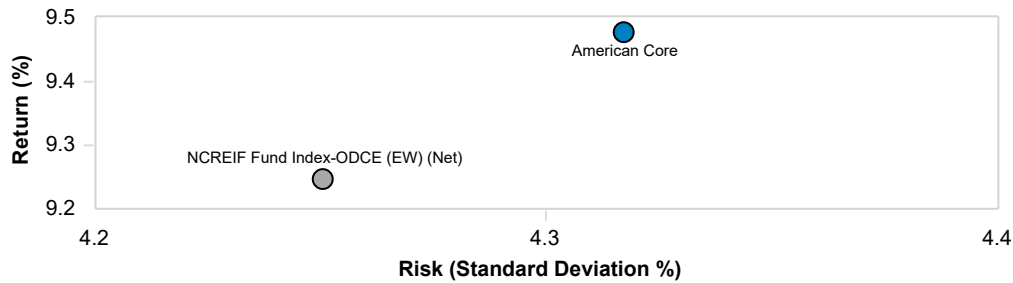 9.5
American Core
9.4
Return (%)
9.3
NCREIF Fund Index-ODCE (EW) (Net)
9.2
4.2
4.3
4.4
Risk (Standard Deviation %)